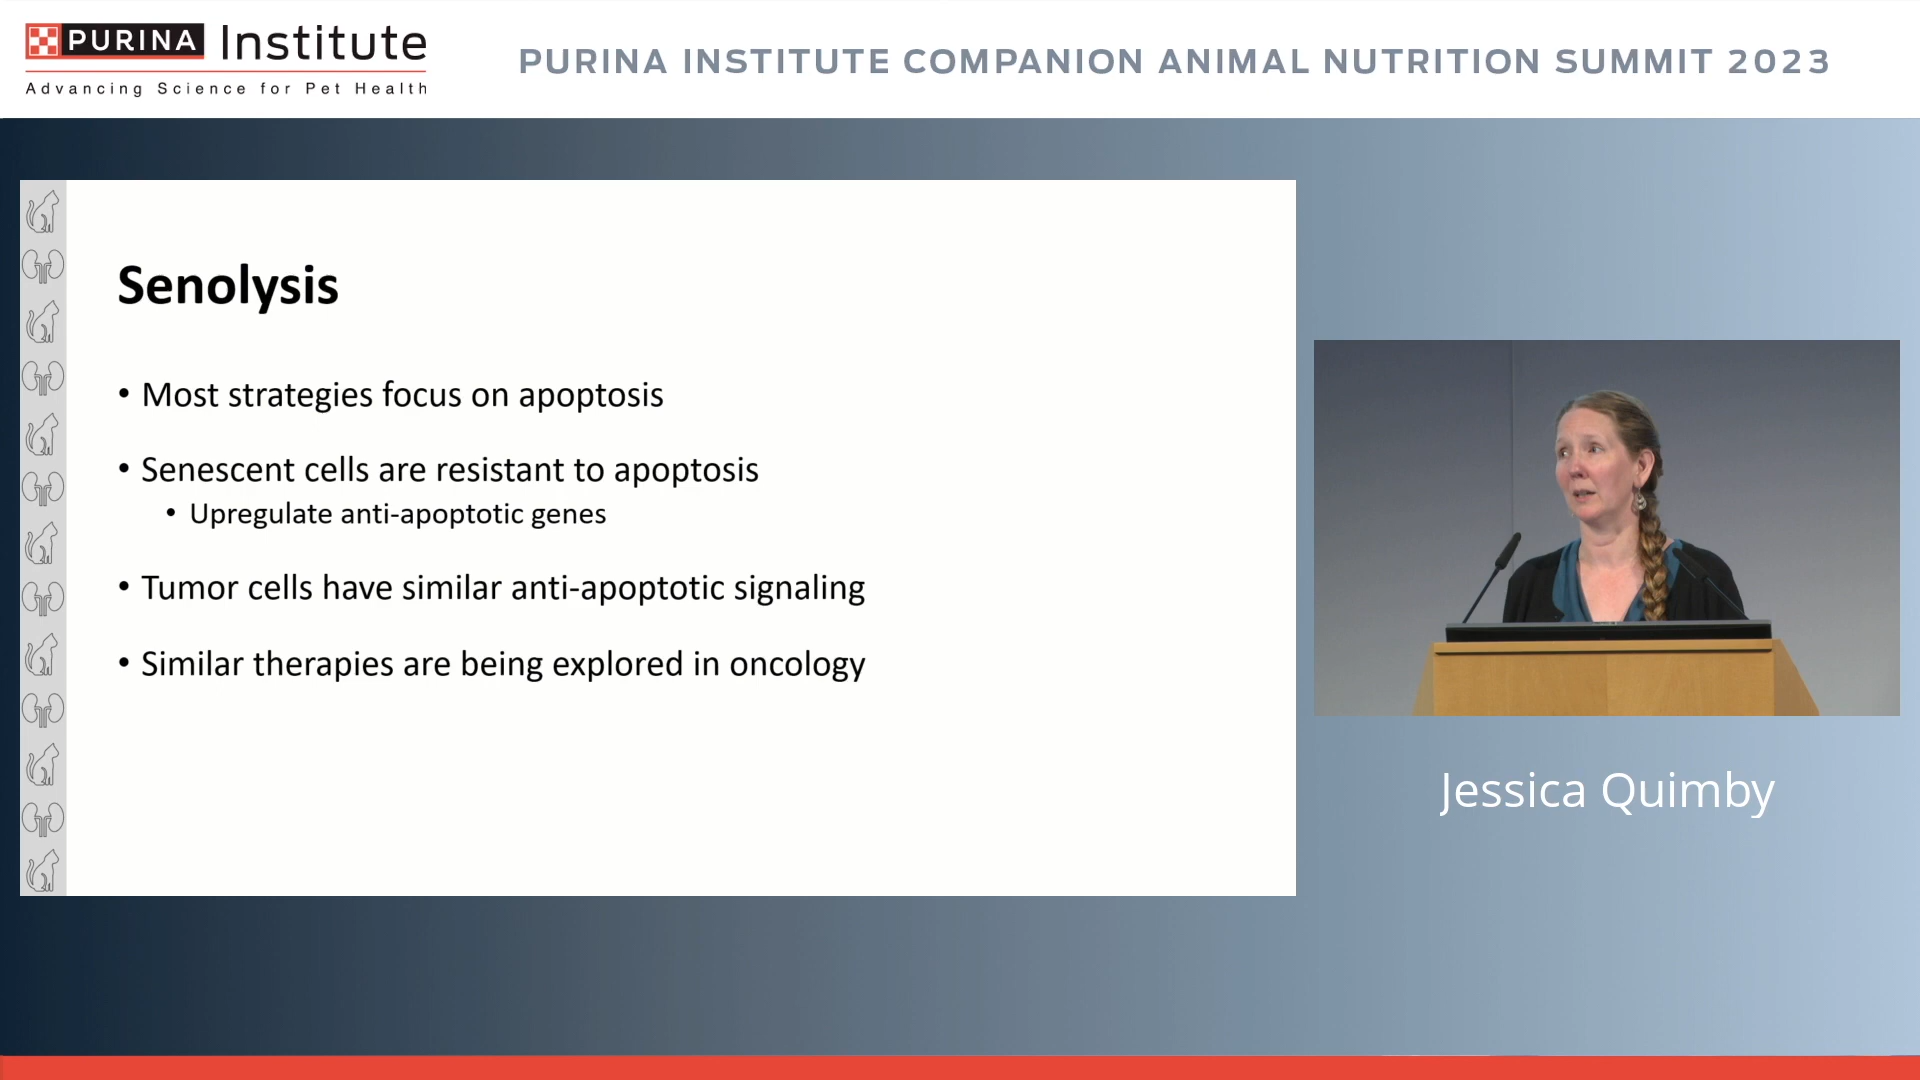 PURINA Institute
Advancing Science for Pet Health
PURINA INSTITUTE COMPANION ANIMAL NUTRITION SUMMIT 2023
Senolysis
• Most strategies focus on apoptosis
• Senescent cells are resistant to apoptosis
• Upregulate anti-apoptotic genes
• Tumor cells have similar anti-apoptotic signaling
• Similar therapies are being explored in oncology
Jessica Quimby